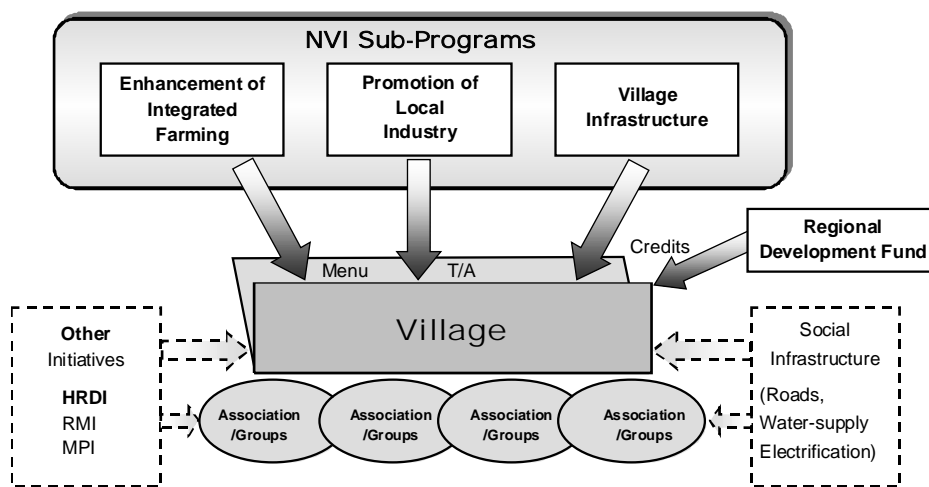 NVI Sub-Programs
Enhancement of
Integrated
Farming
Promotion of
Local
Industry
Village
Infrastructure
Regional
Development Fund
Credits
Menu
T/A
Village
Other
Initiatives
HRDI
RMI
MPI
Social
Infrastructure
(Roads,
Water-supply
Electrification)
Association
/Groups
Association
/Groups
Association
/Groups
Association
/Groups